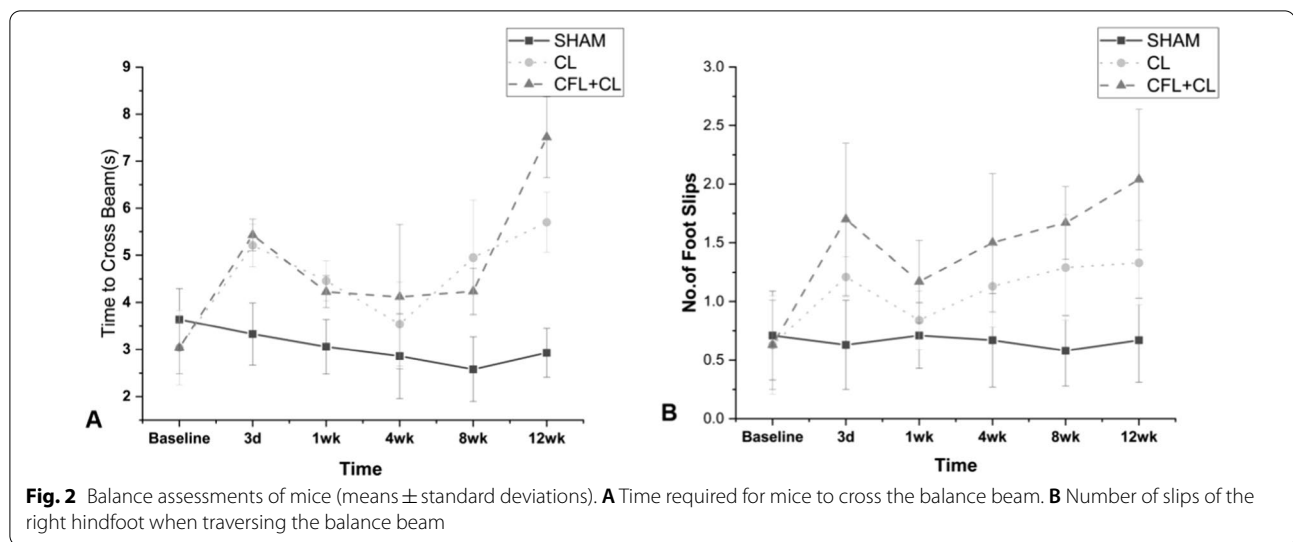 SHAM
CL
CFL+CL
9
8
7
6
5
4
3
2
Time to Cross Beam(s)
A
Baseline 3d 1wk 4wk 8wk 12wk
Time
SHAM
CL
CFL+CL
3.0
2.5
2.0
1.5
1.0
0.5
0.0
No.of Foot Slips
B
Baseline 3d 1wk 4wk 8wk 12wk
Time
Fig. 2 Balance assessments of mice (means ± standard deviations). A Time required for mice to cross the balance beam. B Number of slips of the
right hindfoot when traversing the balance beam